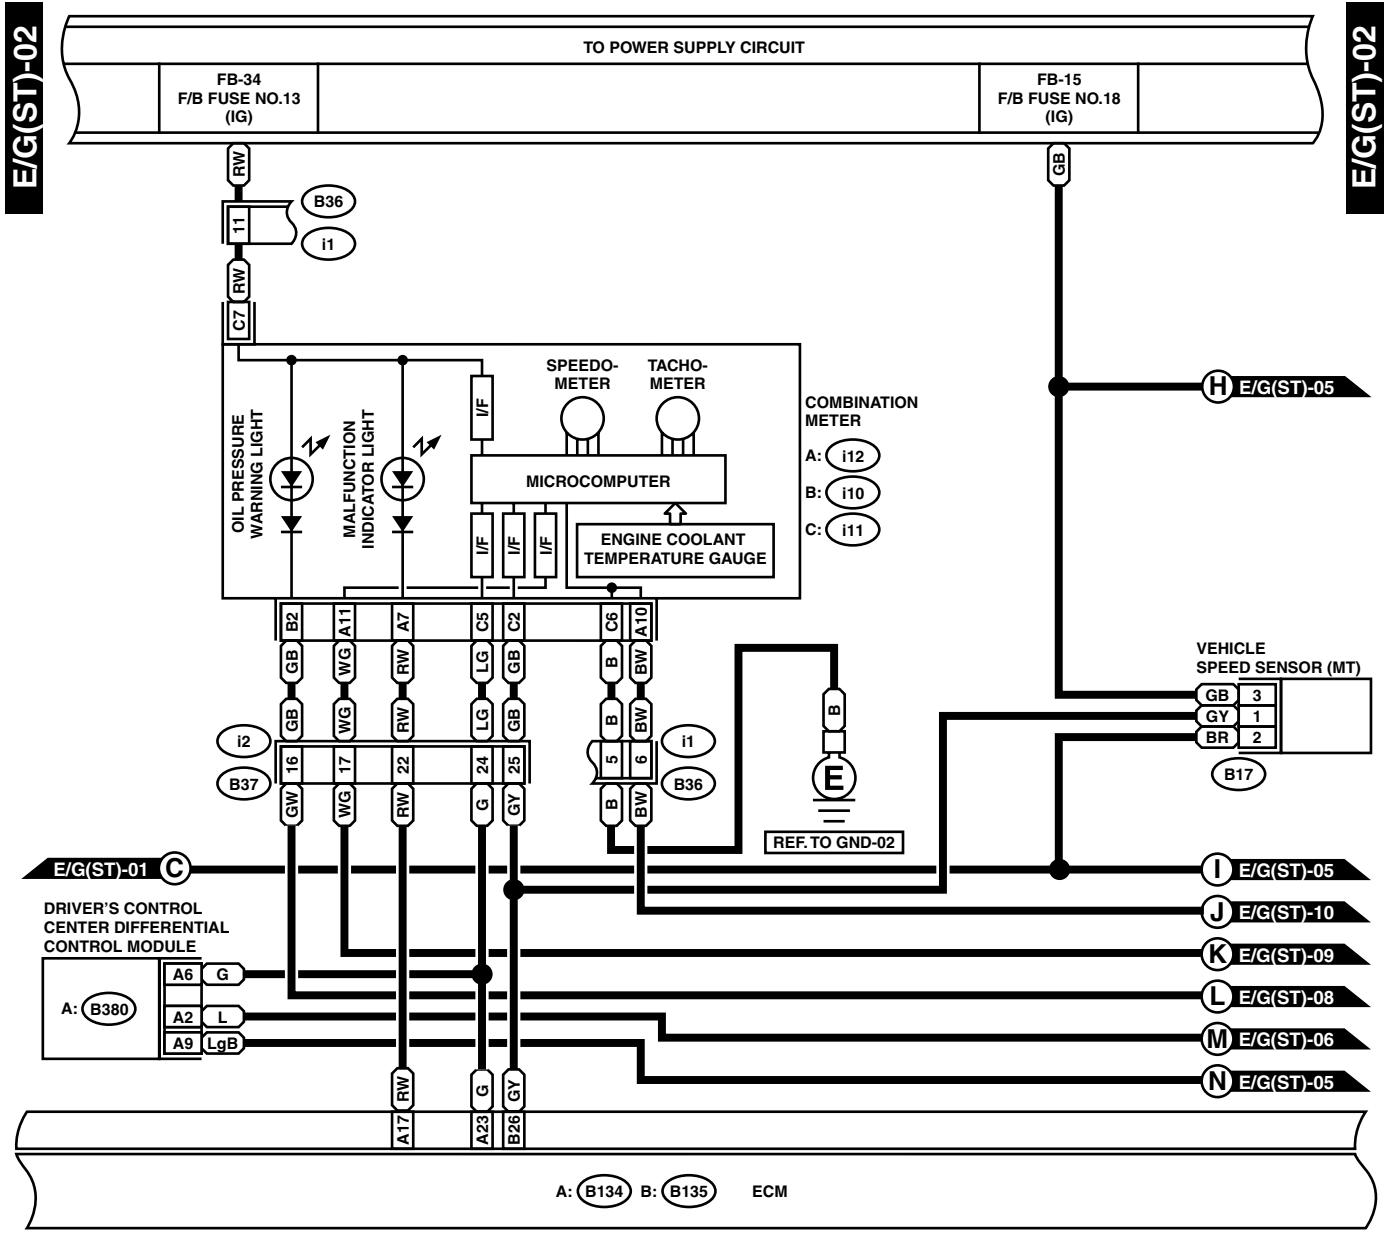 E/G(ST)-02
E/G(ST)-02
TO POWER SUPPLY CIRCUIT
FB-34
F/B FUSE NO.13
(IG)
FB-15
F/B FUSE NO.18
(IG)
RW
GB
11
B36
i1
RW
C7
H E/G(ST)-05
SPEEDO-
METER
TACHO-
METER
I/F
OIL PRESSURE
WARNING LIGHT
MALFUNCTION
INDICATOR LIGHT
COMBINATION
METER
A: i12
B: i10
C: i11
MICROCOMPUTER
I/F I/F I/F
ENGINE COOLANT
TEMPERATURE GAUGE
B2 A11 A7 C5 C2 C6 A10
GB WG RW LG GB B BW
GB WG RW LG GB B BW
VEHICLE
SPEED SENSOR (MT)
GB 3
GY 1
BR 2
B17
B
E
REF. TO GND-02
i2
B37
16 17 22 24 25 5 6
i1
B36
GW WG RW G GY B BW
E/G(ST)-01 C
I E/G(ST)-05
J E/G(ST)-10
K E/G(ST)-09
L E/G(ST)-08
M E/G(ST)-06
N E/G(ST)-05
DRIVER'S CONTROL
CENTER DIFFERENTIAL
CONTROL MODULE
A: B380
A6 G
A2 L
A9 LgB
RW G GY
A17 A23 B26
A: B134 B: B135 ECM